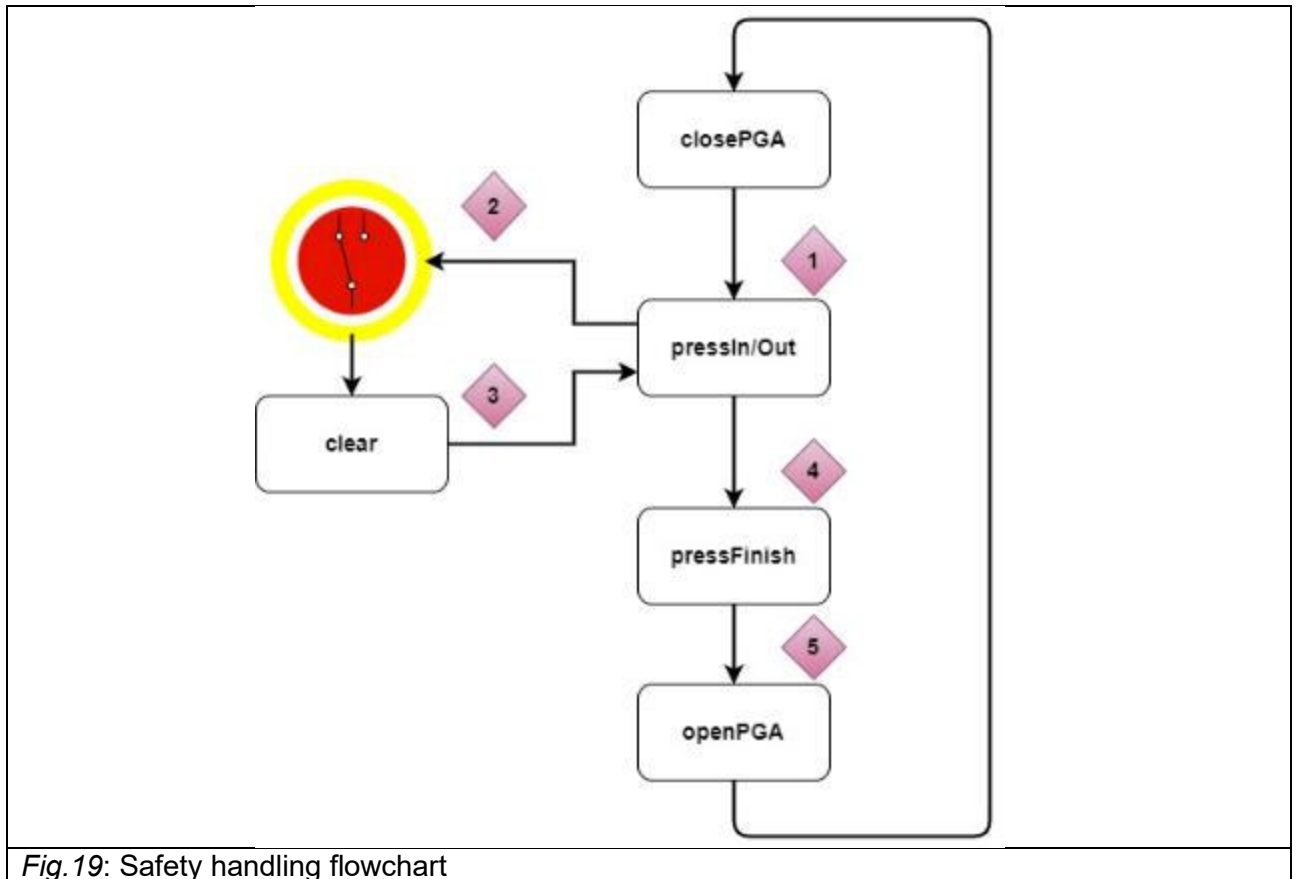 closePGA
2
1
pressIn/Out
3
clear
4
pressFinish
5
openPGA
Fig.19: Safety handling flowchart